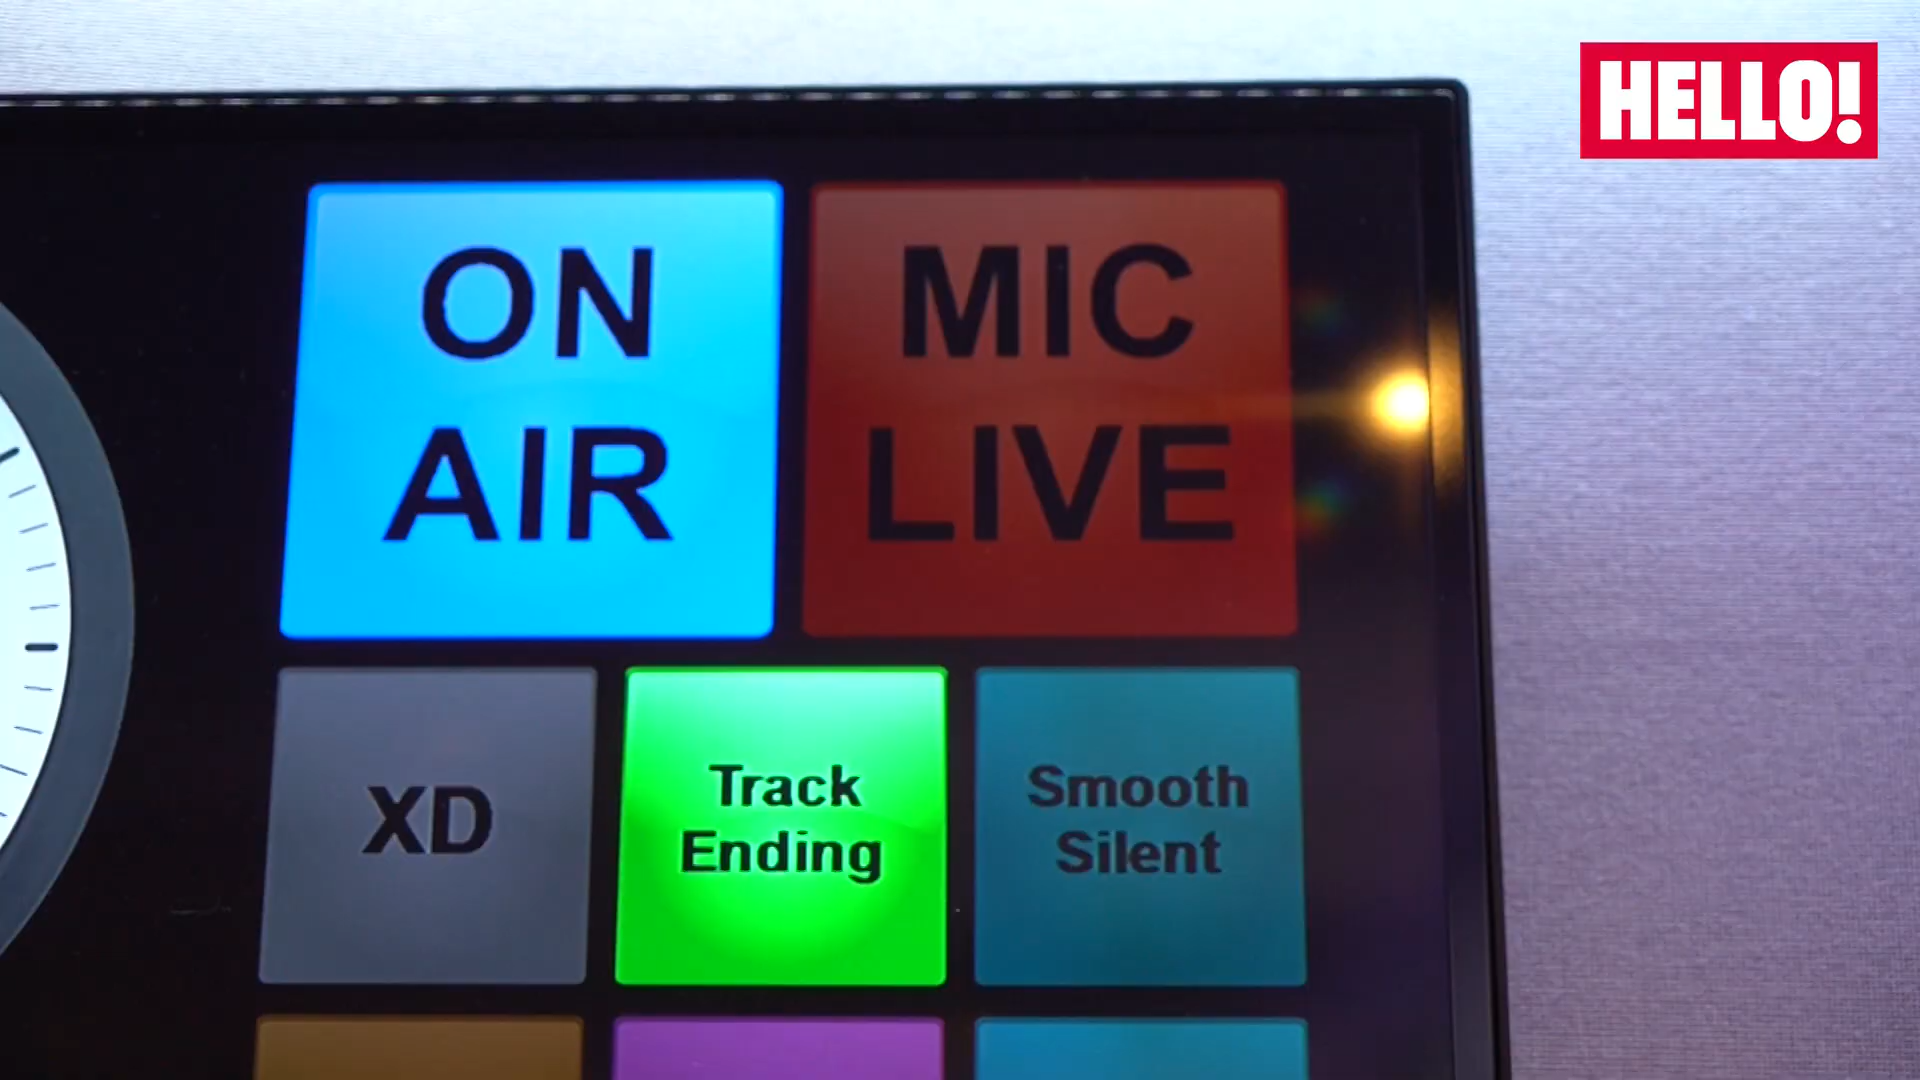 HELLO!
ON
AIR
MIC
LIVE
XD
Track
Ending
Smooth
Silent